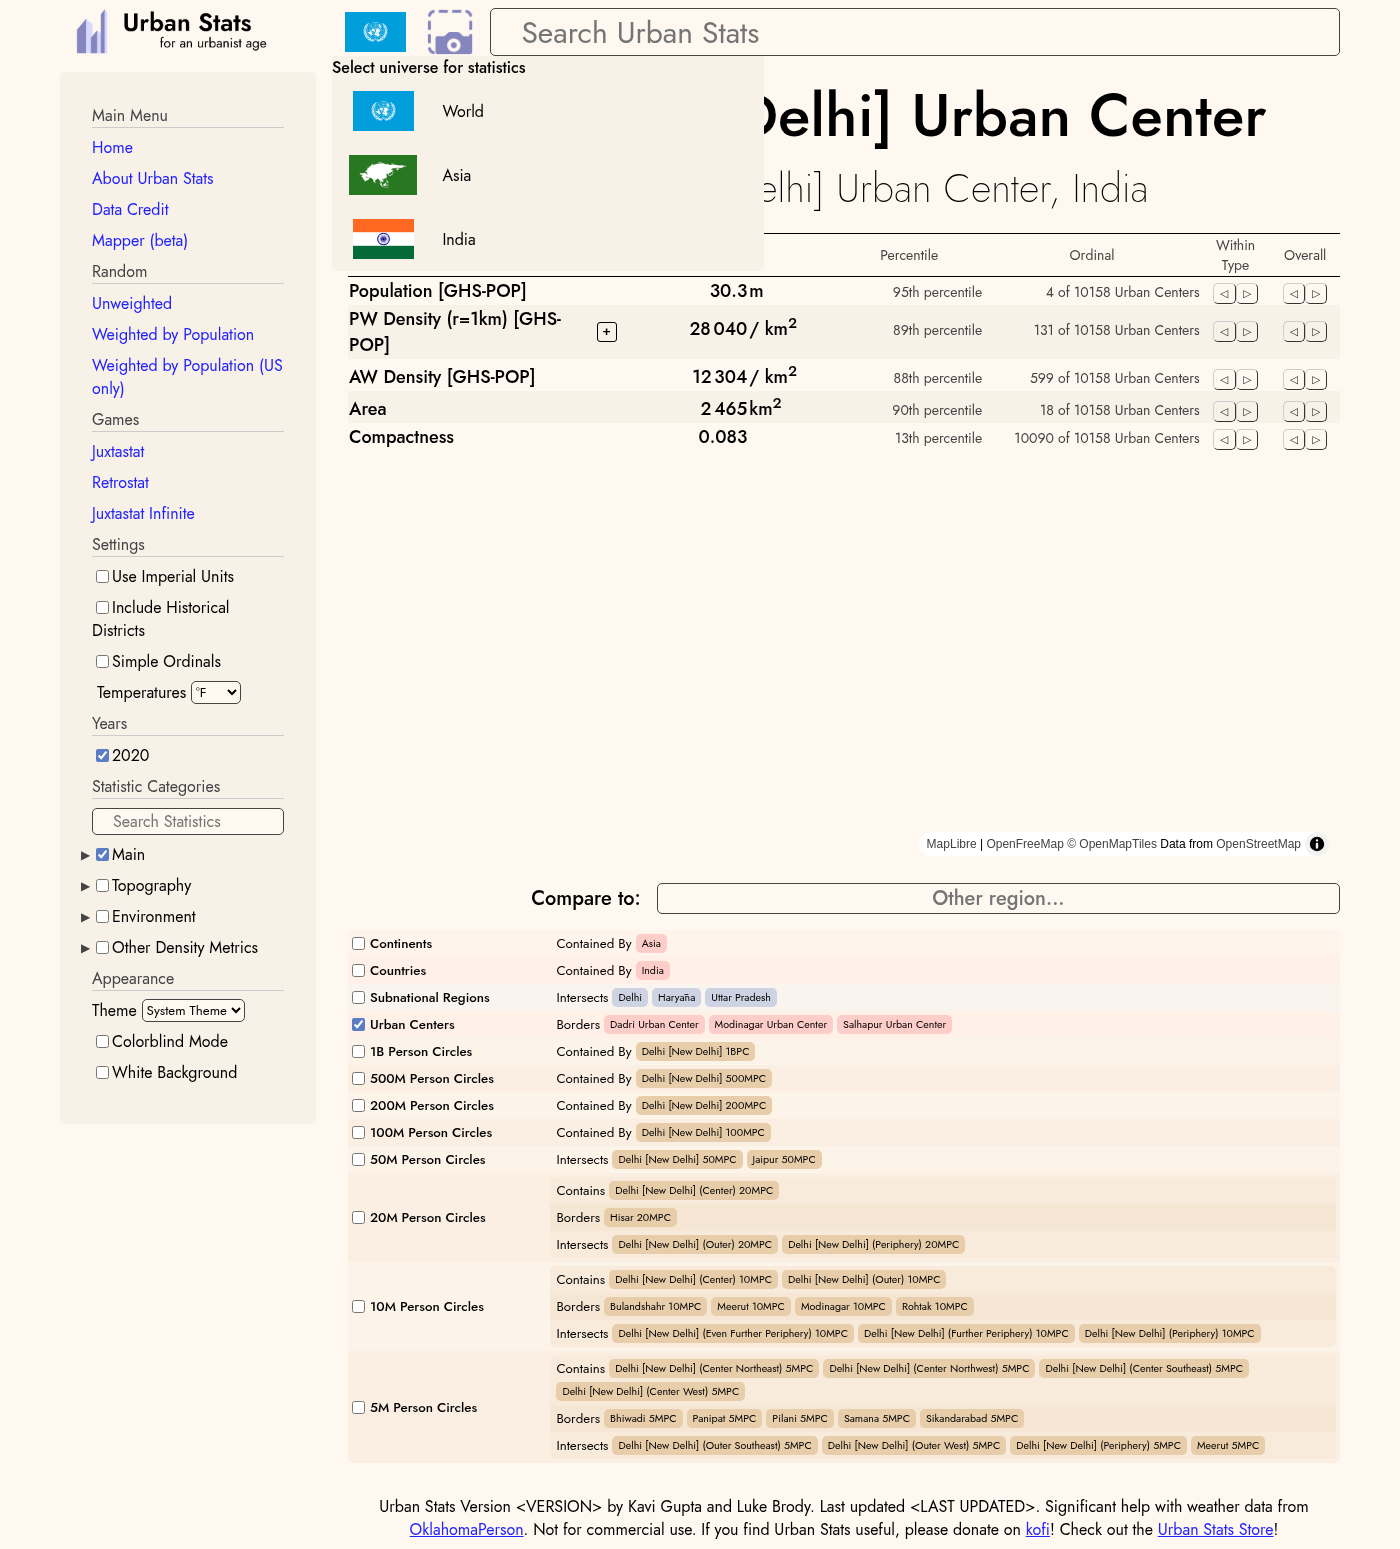 Urban Stats
for an urbanist age
Search Urban Stats
Select universe for statistics
World
Asia
India
Delhi] Urban Center
elhi] Urban Center, India
Main Menu
Home
About Urban Stats
Data Credit
Mapper (beta)
Random
Unweighted
Weighted by Population
Weighted by Population (US
only)
Games
Juxtastat
Retrostat
Juxtastat Infinite
Settings
Use Imperial Units
Include Historical
Districts
Simple Ordinals
Temperatures °F
Years
2020
Statistic Categories
Search Statistics
Main
Topography
Environment
Other Density Metrics
Appearance
Theme System Theme
Colorblind Mode
White Background
Percentile Ordinal Within Type Overall
Population [GHS-POP] 30.3 m 95th percentile 4 of 10158 Urban Centers
PW Density (r=1km) [GHS-
POP] + 28 040 / km2 89th percentile 131 of 10158 Urban Centers
AW Density [GHS-POP] 12 304 / km2 88th percentile 599 of 10158 Urban Centers
Area 2 465 km2 90th percentile 18 of 10158 Urban Centers
Compactness 0.083 13th percentile 10090 of 10158 Urban Centers
MapLibre | OpenFreeMap © OpenMapTiles Data from OpenStreetMap
Compare to: Other region...
Continents Contained By Asia
Countries Contained By India
Subnational Regions Intersects Delhi Haryāna Uttar Pradesh
Urban Centers Borders Dadri Urban Center Modinagar Urban Center Salhapur Urban Center
1B Person Circles Contained By Delhi [New Delhi] 1BPC
500M Person Circles Contained By Delhi [New Delhi] 500MPC
200M Person Circles Contained By Delhi [New Delhi] 200MPC
100M Person Circles Contained By Delhi [New Delhi] 100MPC
50M Person Circles Intersects Delhi [New Delhi] 50MPC Jaipur 50MPC
20M Person Circles
Contains Delhi [New Delhi] (Center) 20MPC
Borders Hisar 20MPC
Intersects Delhi [New Delhi] (Outer) 20MPC Delhi [New Delhi] (Periphery) 20MPC
10M Person Circles
Contains Delhi [New Delhi] (Center) 10MPC Delhi [New Delhi] (Outer) 10MPC
Borders Bulandshahr 10MPC Meerut 10MPC Modinagar 10MPC Rohtak 10MPC
Intersects Delhi [New Delhi] (Even Further Periphery) 10MPC Delhi [New Delhi] (Further Periphery) 10MPC Delhi [New Delhi] (Periphery) 10MPC
5M Person Circles
Contains Delhi [New Delhi] (Center Northeast) 5MPC Delhi [New Delhi] (Center Northwest) 5MPC Delhi [New Delhi] (Center Southeast) 5MPC
Delhi [New Delhi] (Center West) 5MPC
Borders Bhiwadi 5MPC Panipat 5MPC Pilani 5MPC Samana 5MPC Sikandarabad 5MPC
Intersects Delhi [New Delhi] (Outer Southeast) 5MPC Delhi [New Delhi] (Outer West) 5MPC Delhi [New Delhi] (Periphery) 5MPC Meerut 5MPC
Urban Stats Version <VERSION> by Kavi Gupta and Luke Brody. Last updated <LAST UPDATED>. Significant help with weather data from
OklahomaPerson. Not for commercial use. If you find Urban Stats useful, please donate on kofi! Check out the Urban Stats Store!